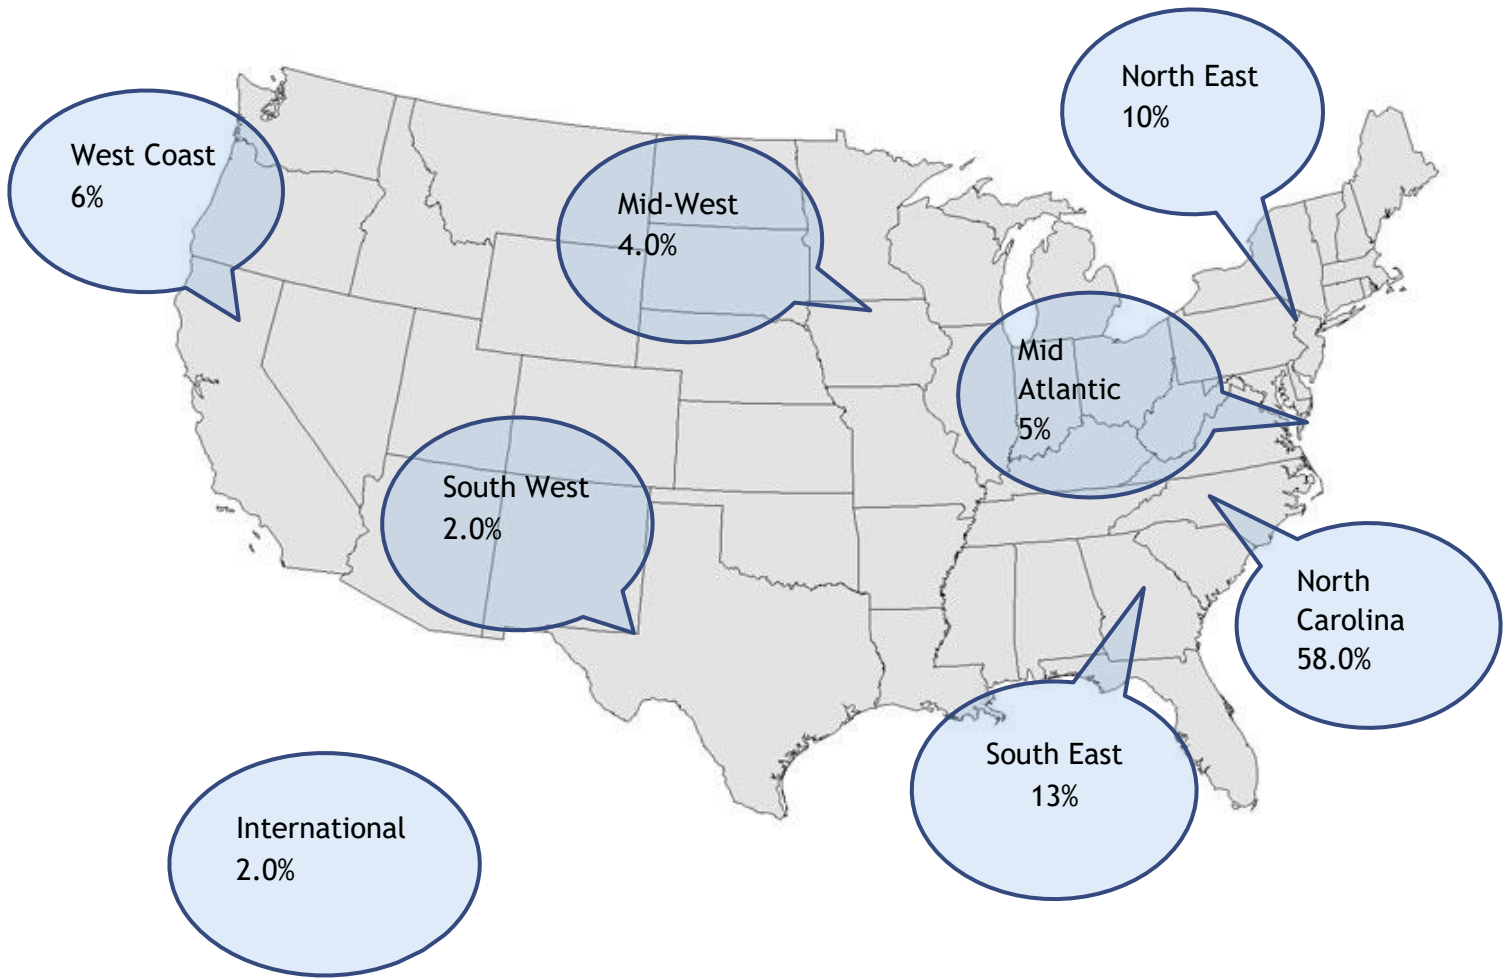 North East
10%
West Coast
6%
Mid-West
4.0%
Mid
Atlantic
5%
South West
2.0%
North
Carolina
58.0%
South East
13%
International
2.0%